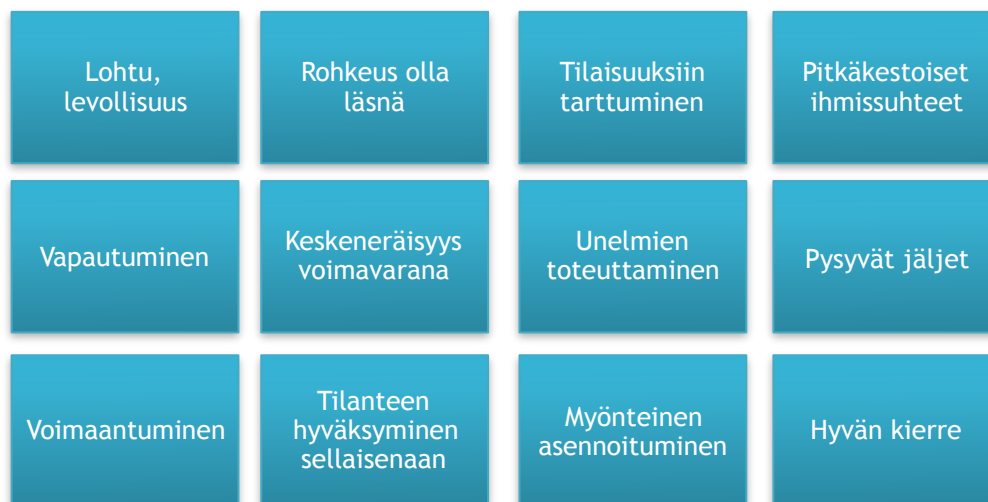 Lohtu,
levollisuus
Rohkeus olla
läsnä
Tilaisuuksiin
tarttuminen
Pitkäkestoiset
ihmissuhteet
Vapautuminen
Keskeneräisyys
voimavarana
Unelmien
toteuttaminen
Pysyvät jäljet
Voimaantuminen
Tilanteen
hyväksyminen
sellaisenaan
Myönteinen
asennoituminen
Hyvän kierre